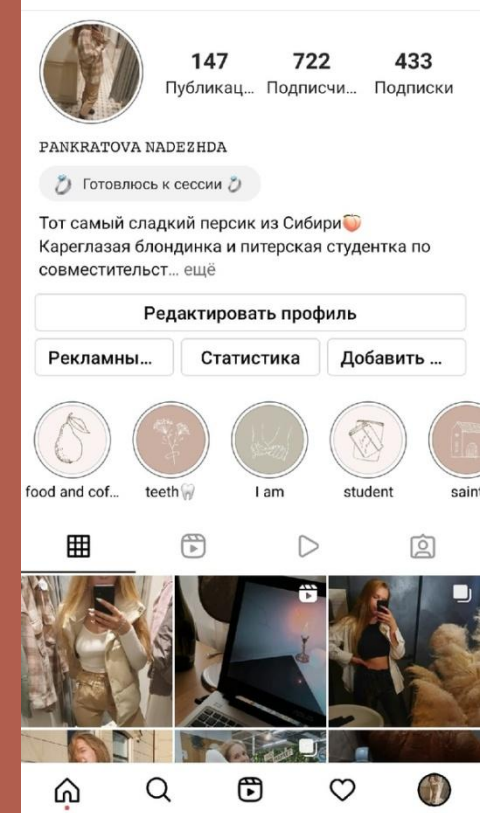 147 722 433
Публикац... Подписчи... Подписки
PANKRATOVA NADEZHDA
Готовлюсь к сессии
Тот самый сладкий персик из Сибири
Кареглазая блондинка и питерская студентка по
совместительст... ещё
Редактировать профиль
Рекламны... Статистика Добавить ...
food and cof... teeth I am student saint